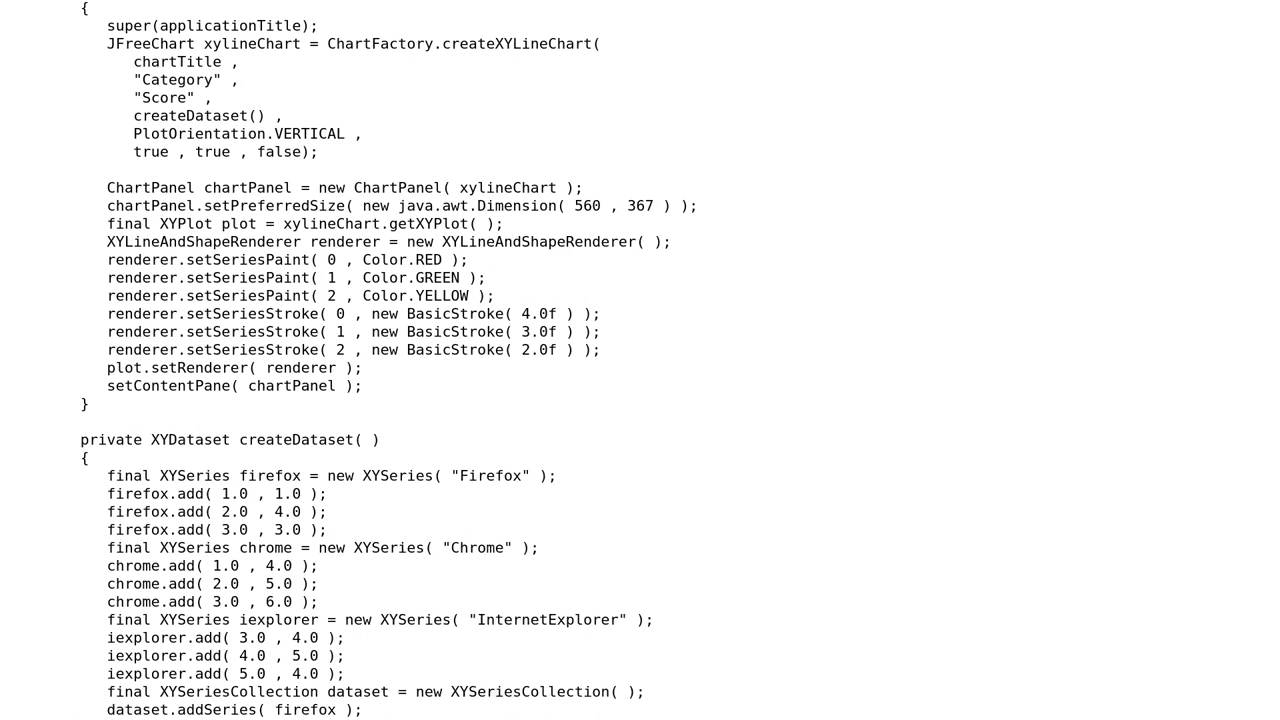 {
super(applicationTitle);
JFreeChart xylineChart = ChartFactory.createXYLineChart(
chartTitle ,
"Category" ,
"Score" ,
createDataset() ,
PlotOrientation.VERTICAL ,
true , true , false);
ChartPanel chartPanel = new ChartPanel( xylineChart );
chartPanel.setPreferredSize( new java.awt.Dimension( 560 , 367 ) );
final XYPlot plot = xylineChart.getXYPlot( );
XYLineAndShapeRenderer renderer = new XYLineAndShapeRenderer( );
renderer.setSeriesPaint( 0 , Color.RED );
renderer.setSeriesPaint( 1 , Color.GREEN );
renderer.setSeriesPaint( 2 , Color.YELLOW );
renderer.setSeriesStroke( 0 , new BasicStroke( 4.0f ) );
renderer.setSeriesStroke( 1 , new BasicStroke( 3.0f ) );
renderer.setSeriesStroke( 2 , new BasicStroke( 2.0f ) );
plot.setRenderer( renderer );
setContentPane( chartPanel );
}
private XYDataset createDataset( )
{
final XYSeries firefox = new XYSeries( "Firefox" );
firefox.add( 1.0 , 1.0 );
firefox.add( 2.0 , 4.0 );
firefox.add( 3.0 , 3.0 );
final XYSeries chrome = new XYSeries( "Chrome" );
chrome.add( 1.0 , 4.0 );
chrome.add( 2.0 , 5.0 );
chrome.add( 3.0 , 6.0 );
final XYSeries iexplorer = new XYSeries( "InternetExplorer" );
iexplorer.add( 3.0 , 4.0 );
iexplorer.add( 4.0 , 5.0 );
iexplorer.add( 5.0 , 4.0 );
final XYSeriesCollection dataset = new XYSeriesCollection( );
dataset.addSeries( firefox );